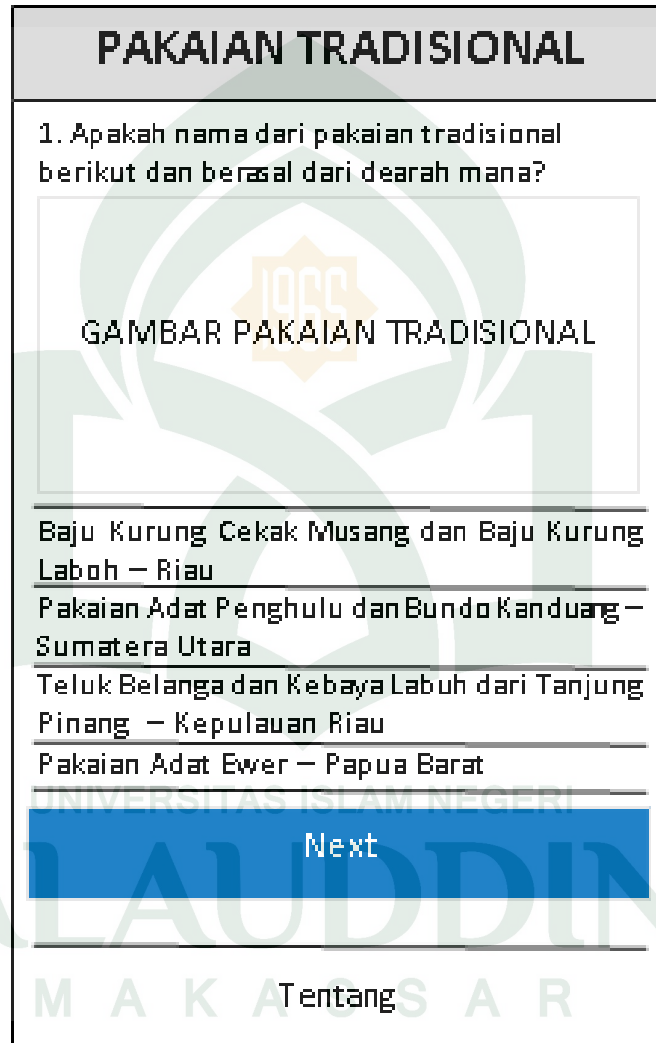 PAKAIAN TRADISIONAL
1. Apakah nama dari pakaian tradisional
berikut dan berasal dari dearah mana?
1965
GAMBAR PAKAIAN TRADISIONAL
Baju Kurung Cekak Musang dan Baju Kurung
Laboh – Riau
Pakaian Adat Penghulu dan Bundo Kanduang –
Sumatera Utara
Teluk Belanga dan Kebaya Labuh dari Tanjung
Pinang – Kepulauan Riau
Pakaian Adat Ewer – Papua Barat
UNIVERSITAS ISLAM NEGERI
Next
ALAUDDIN
Tentang
MAKASSAR